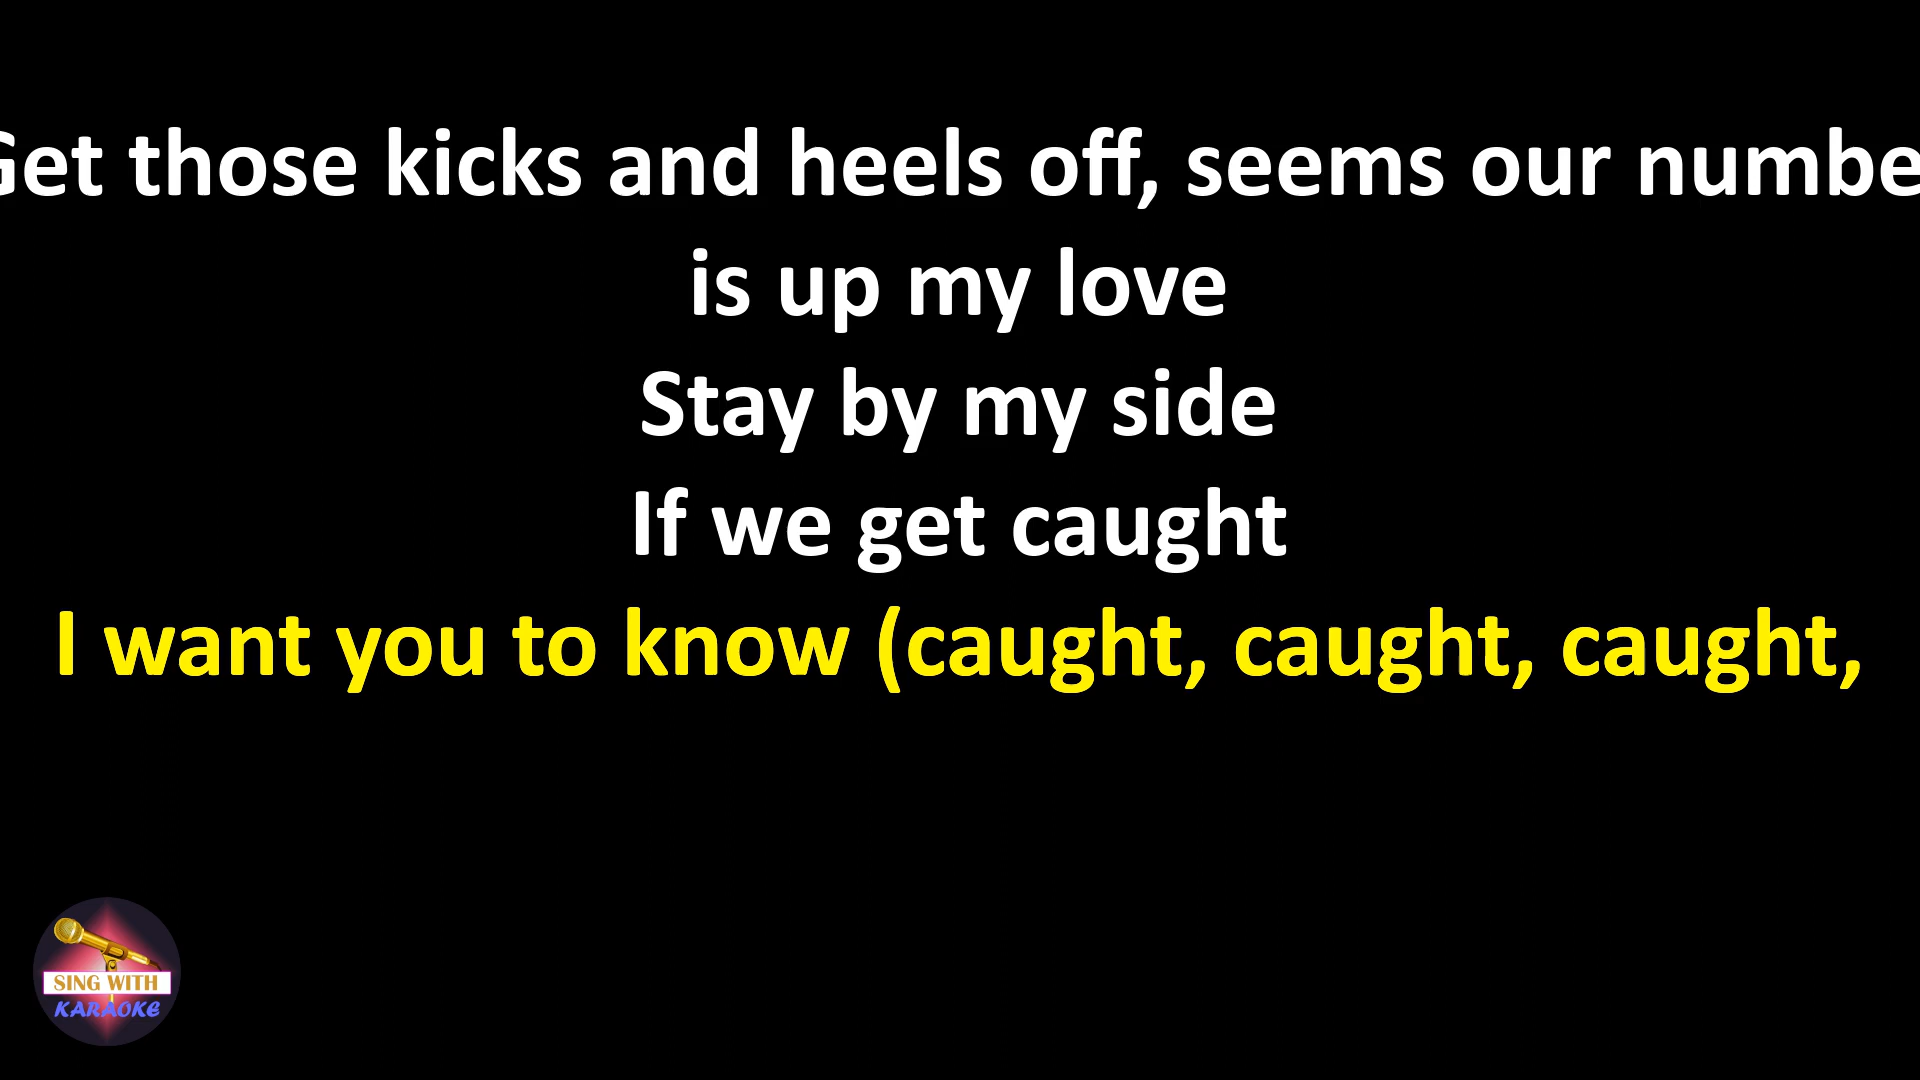 Get those kicks and heels off, seems our numbe
is up my love
Stay by my side
If we get caught
I want you to know (caught, caught, caught,
SING WITH
KARAOKE